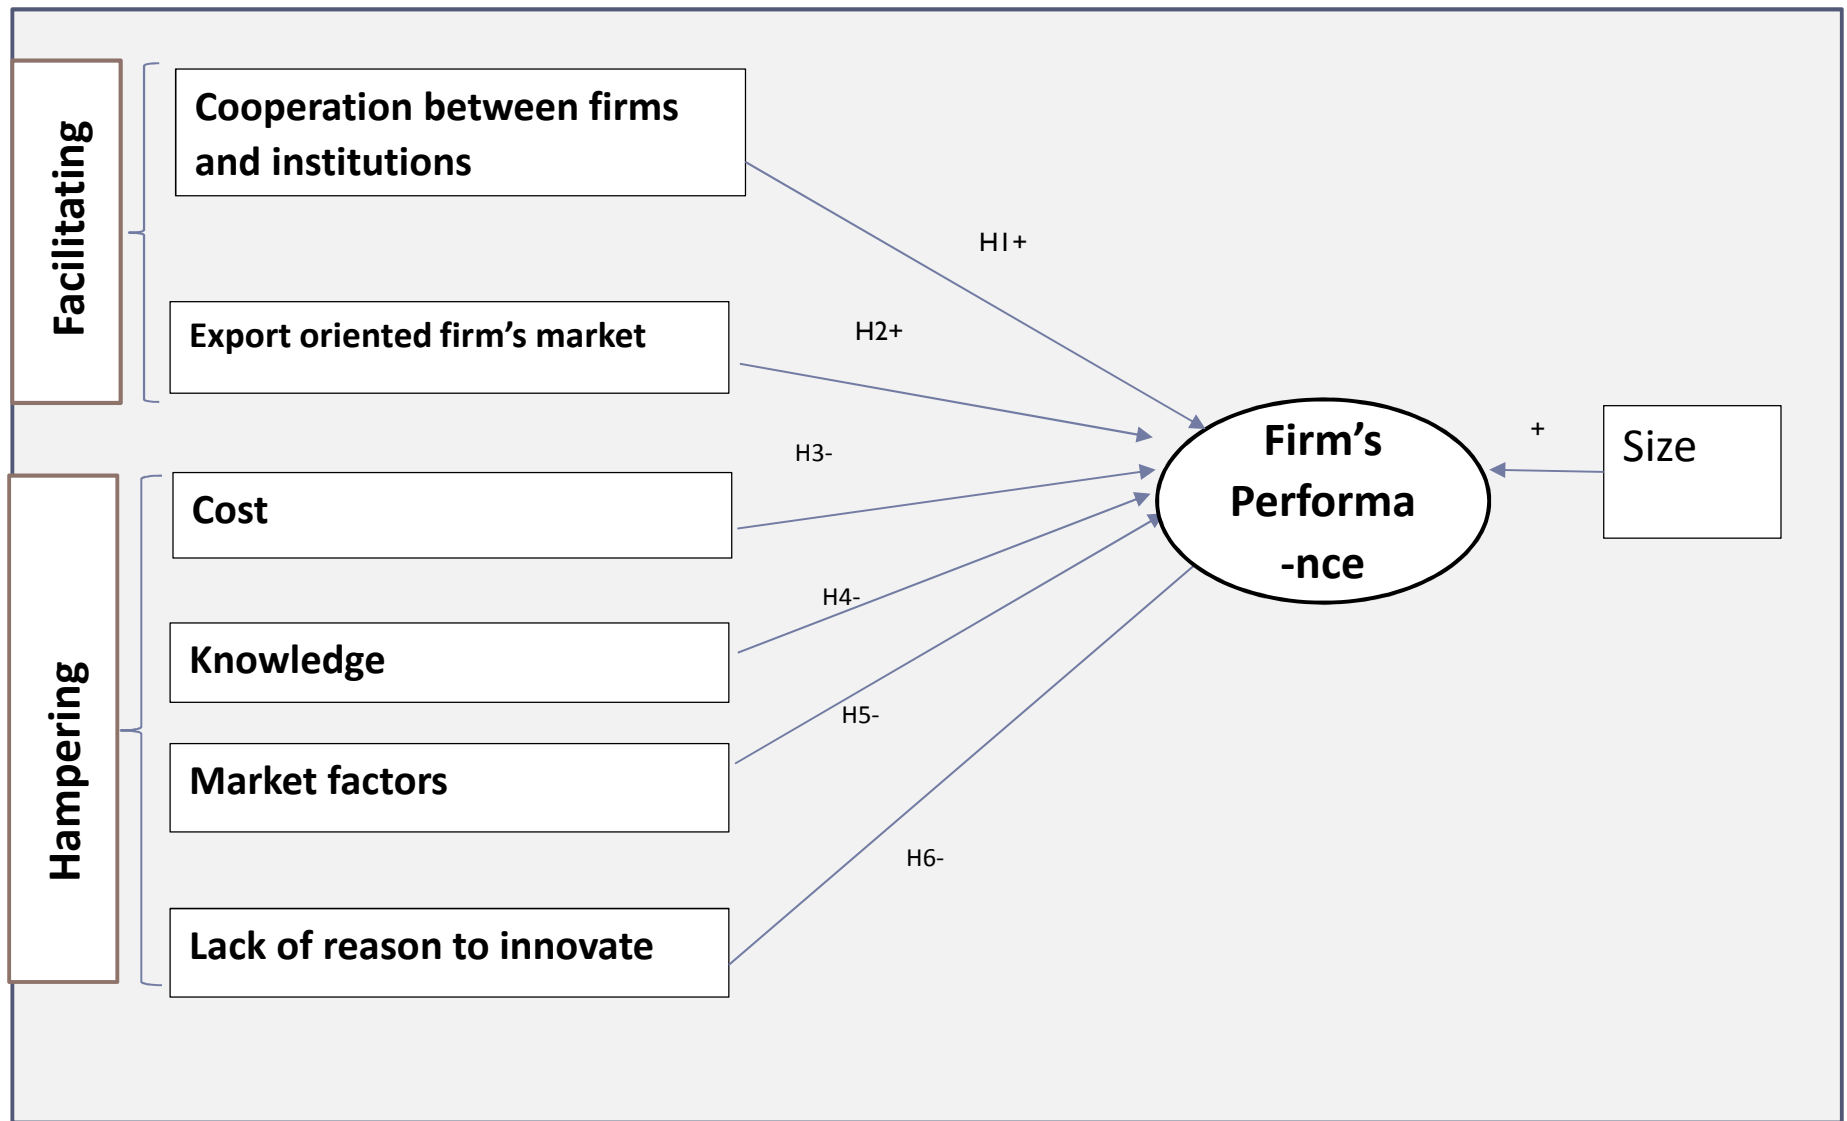 Facilitating
Cooperation between firms
and institutions
H1+
Export oriented firm’s market
H2+
Hampering
H3-
Cost
H4-
Knowledge
H5-
Market factors
H6-
Lack of reason to innovate
Firm’s
Performa
-nce
+
Size